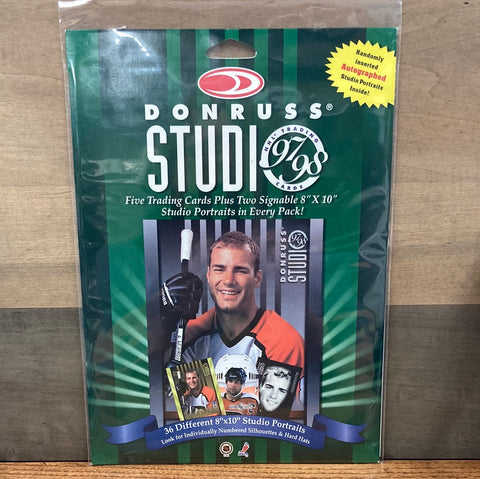 Randomly
inserted
Autographed
Studio Portraits
Inside!
DONRUSS®
STUDIO
NHL TRADING
97 98
CARDS
Five Trading Cards Plus Two Signable 8"X 10"
Studio Portraits in Every Pack!
DONRUSS
STUDIO
97 98
36 Different 8"x10" Studio Portraits
Look for Individually Numbered Silhouettes & Hard Hats